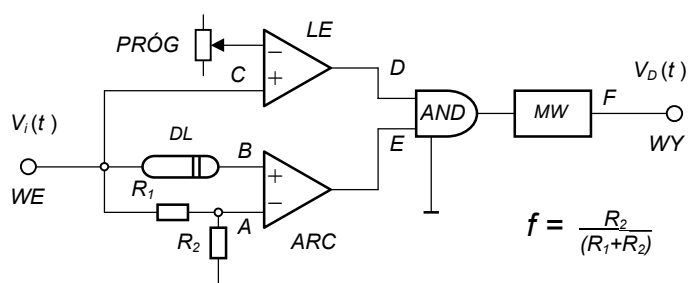 LE
PRÓG
−
C
+
D
V_i(t)
V_D(t)
AND
MW
F
DL
B
E
WE
WY
+
R_1
−
A
R_2
ARC
f = R_2 / (R_1+R_2)